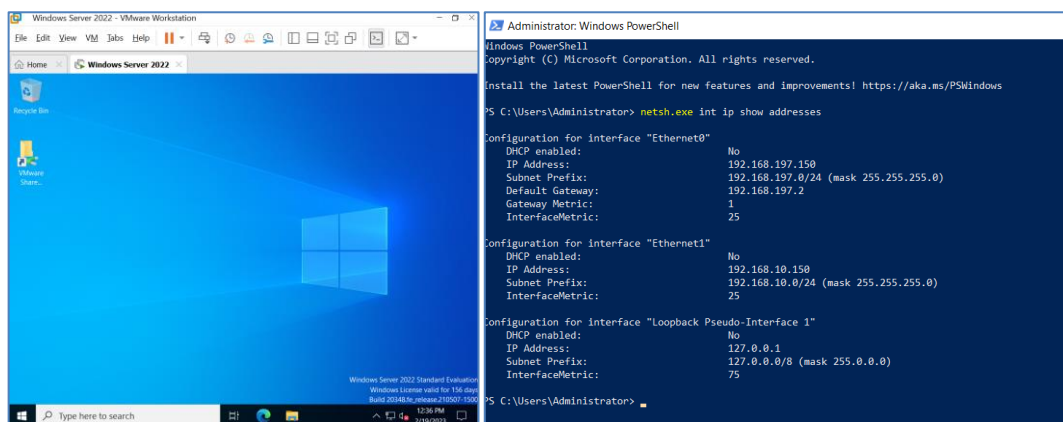 Windows Server 2022 - VMware Workstation
File Edit View VM Tabs Help
Home Windows Server 2022
Recycle Bin
VMware
Share...
Windows Server 2022 Standard Evaluation
Windows License valid for 156 days
Build 20348.fe_release.210507-1500
Type here to search
12:36 PM
2/19/2023
Administrator: Windows PowerShell
Windows PowerShell
Copyright (C) Microsoft Corporation. All rights reserved.
Install the latest PowerShell for new features and improvements! https://aka.ms/PSWindows
PS C:\Users\Administrator> netsh.exe int ip show addresses
Configuration for interface "Ethernet0"
DHCP enabled: No
IP Address: 192.168.197.150
Subnet Prefix: 192.168.197.0/24 (mask 255.255.255.0)
Default Gateway: 192.168.197.2
Gateway Metric: 1
InterfaceMetric: 25
Configuration for interface "Ethernet1"
DHCP enabled: No
IP Address: 192.168.10.150
Subnet Prefix: 192.168.10.0/24 (mask 255.255.255.0)
InterfaceMetric: 25
Configuration for interface "Loopback Pseudo-Interface 1"
DHCP enabled: No
IP Address: 127.0.0.1
Subnet Prefix: 127.0.0.0/8 (mask 255.0.0.0)
InterfaceMetric: 75
PS C:\Users\Administrator>